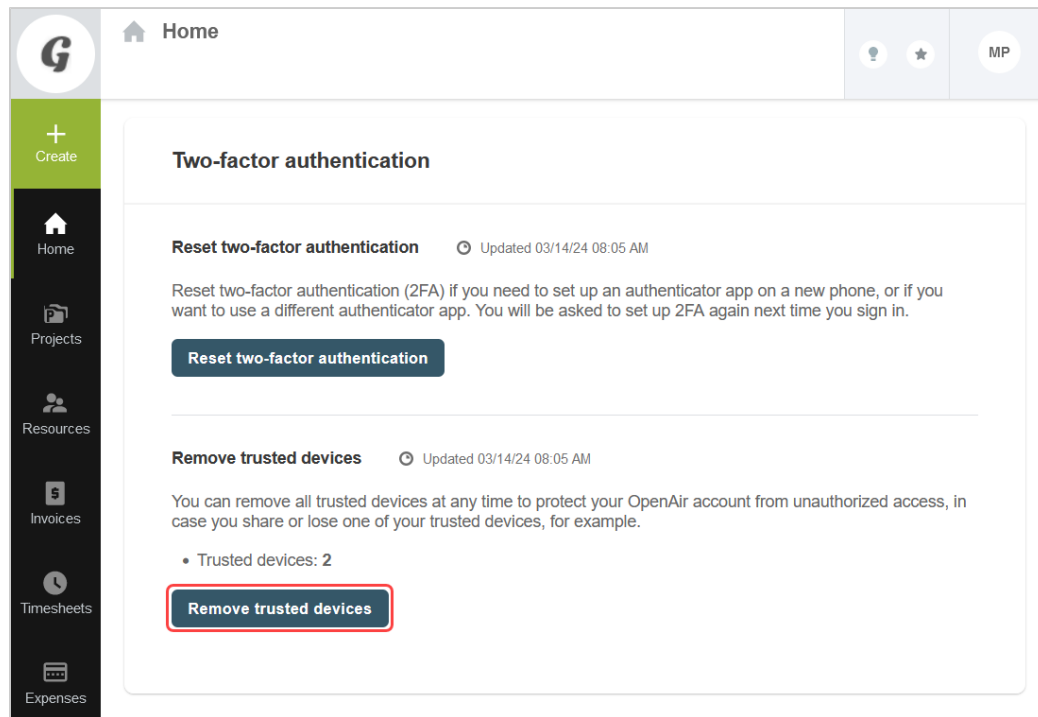 G
Home
MP
Create
Home
Projects
Resources
Invoices
Timesheets
Expenses
Two-factor authentication
Reset two-factor authentication Updated 03/14/24 08:05 AM
Reset two-factor authentication (2FA) if you need to set up an authenticator app on a new phone, or if you
want to use a different authenticator app. You will be asked to set up 2FA again next time you sign in.
Reset two-factor authentication
Remove trusted devices Updated 03/14/24 08:05 AM
You can remove all trusted devices at any time to protect your OpenAir account from unauthorized access, in
case you share or lose one of your trusted devices, for example.
• Trusted devices: 2
Remove trusted devices